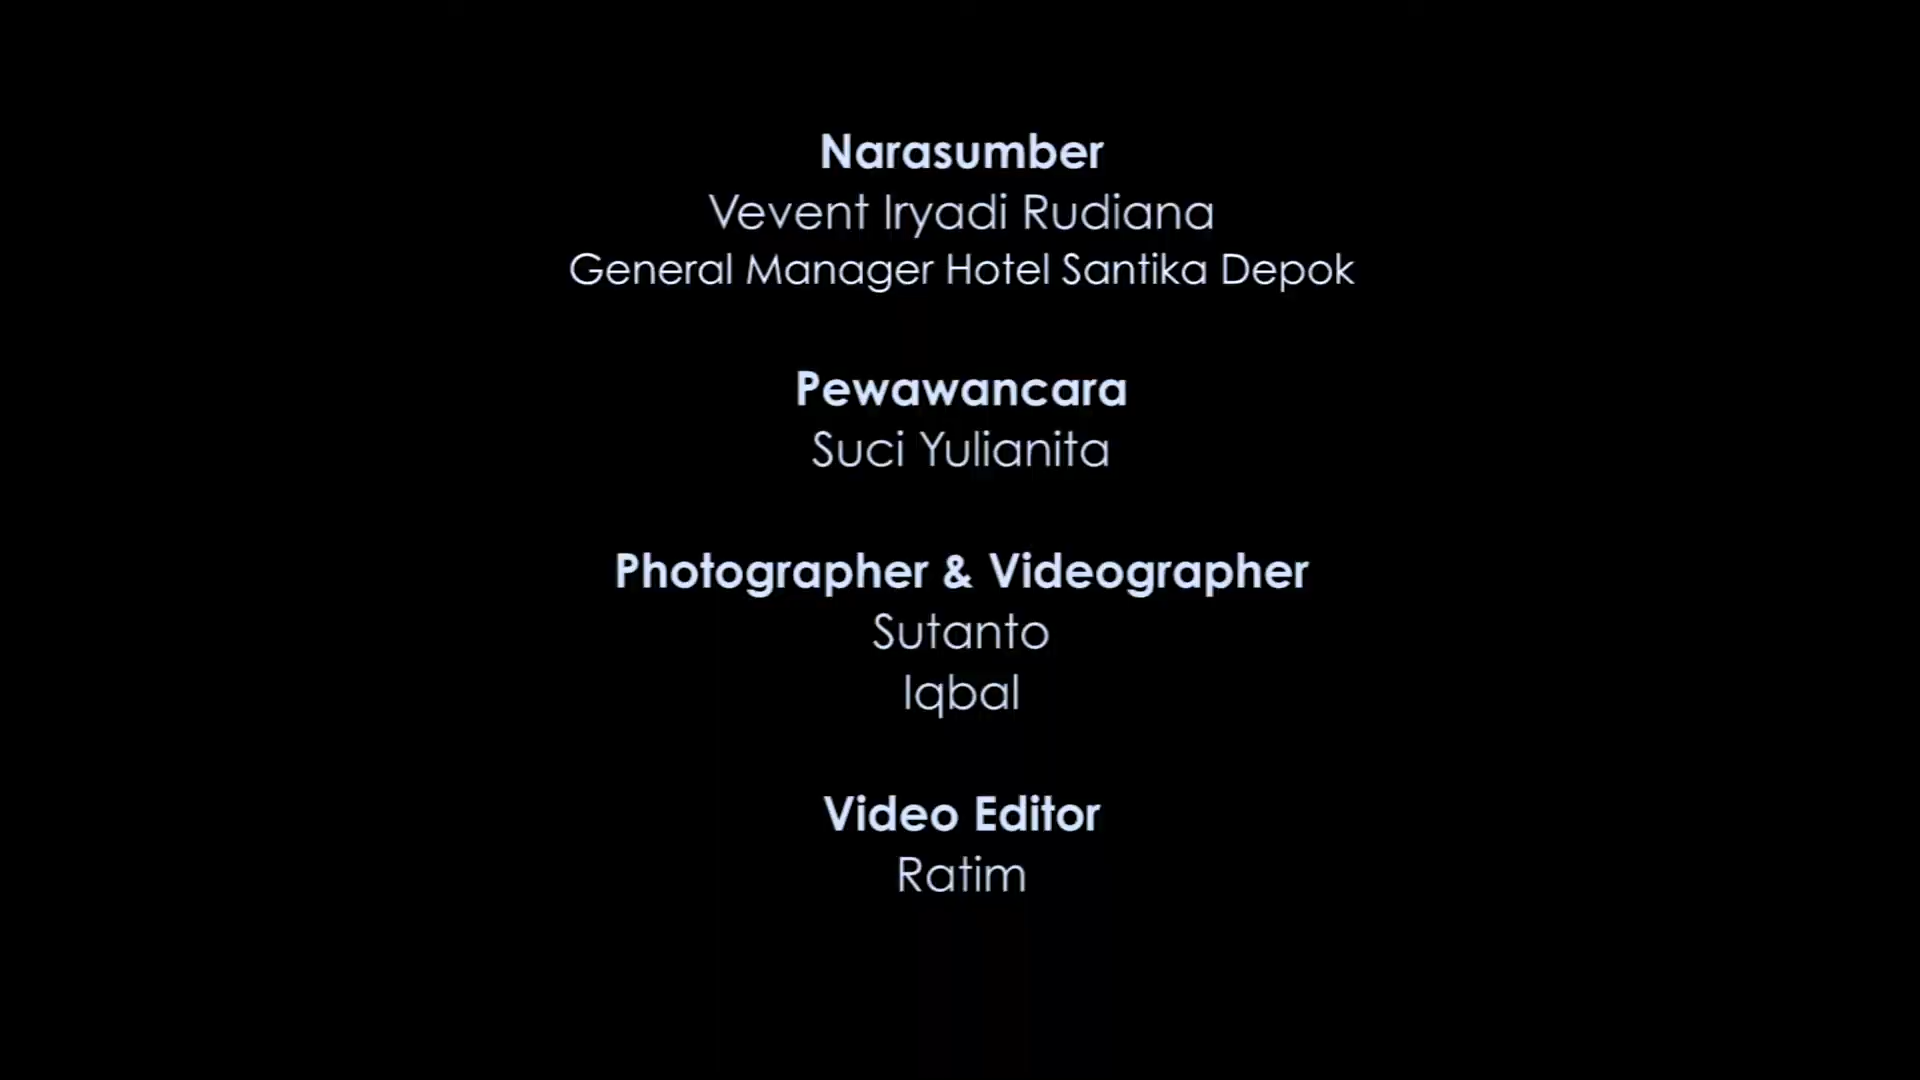 Narasumber
Vevent Iryadi Rudiana
General Manager Hotel Santika Depok
Pewawancara
Suci Yulianita
Photographer & Videographer
Sutanto
Iqbal
Video Editor
Ratim